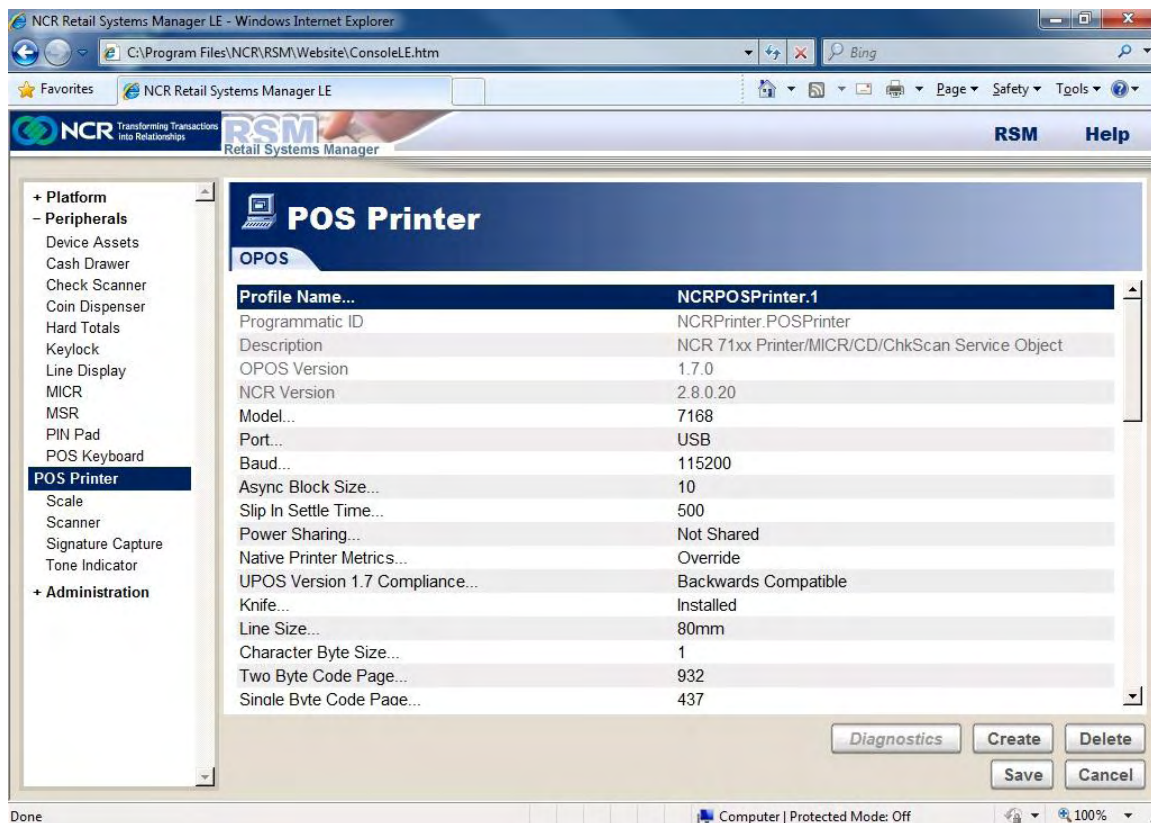 NCR Retail Systems Manager LE - Windows Internet Explorer
C:\Program Files\NCR\RSM\Website\ConsoleLE.htm
Bing
Favorites
NCR Retail Systems Manager LE
Page
Safety
Tools
NCR Transforming Transactions into Relationships
RSM
Retail Systems Manager
RSM Help
+ Platform
– Peripherals
Device Assets
Cash Drawer
Check Scanner
Coin Dispenser
Hard Totals
Keylock
Line Display
MICR
MSR
PIN Pad
POS Keyboard
POS Printer
Scale
Scanner
Signature Capture
Tone Indicator
+ Administration
POS Printer
OPOS
Profile Name... NCRPOSPrinter.1
Programmatic ID NCRPrinter.POSPrinter
Description NCR 71xx Printer/MICR/CD/ChkScan Service Object
OPOS Version 1.7.0
NCR Version 2.8.0.20
Model... 7168
Port... USB
Baud... 115200
Async Block Size... 10
Slip In Settle Time... 500
Power Sharing... Not Shared
Native Printer Metrics... Override
UPOS Version 1.7 Compliance... Backwards Compatible
Knife... Installed
Line Size... 80mm
Character Byte Size... 1
Two Byte Code Page... 932
Single Byte Code Page... 437
Diagnostics Create Delete
Save Cancel
Done
Computer | Protected Mode: Off
100%